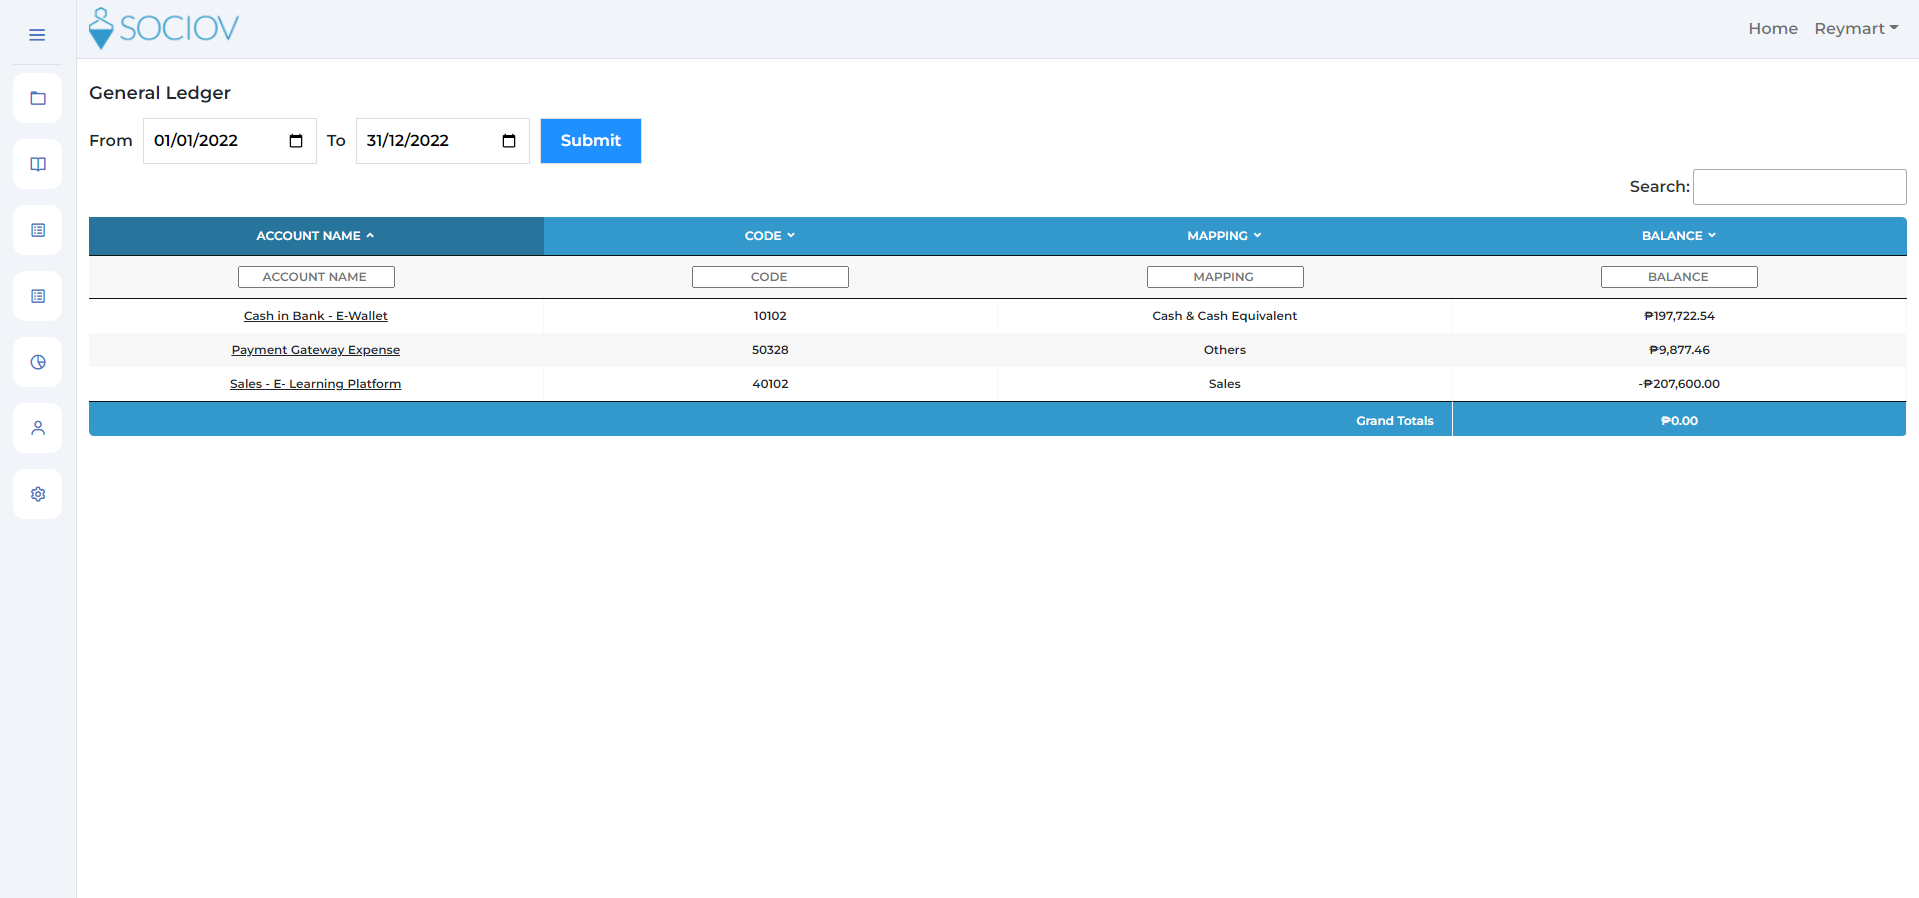 SOCIOV
Home Reymart
General Ledger
From 01/01/2022 To 31/12/2022 Submit
Search:
ACCOUNT NAME CODE MAPPING BALANCE
ACCOUNT NAME CODE MAPPING BALANCE
Cash in Bank - E-Wallet 10102 Cash & Cash Equivalent ₱197,722.54
Payment Gateway Expense 50328 Others ₱9,877.46
Sales - E- Learning Platform 40102 Sales -₱207,600.00
Grand Totals ₱0.00